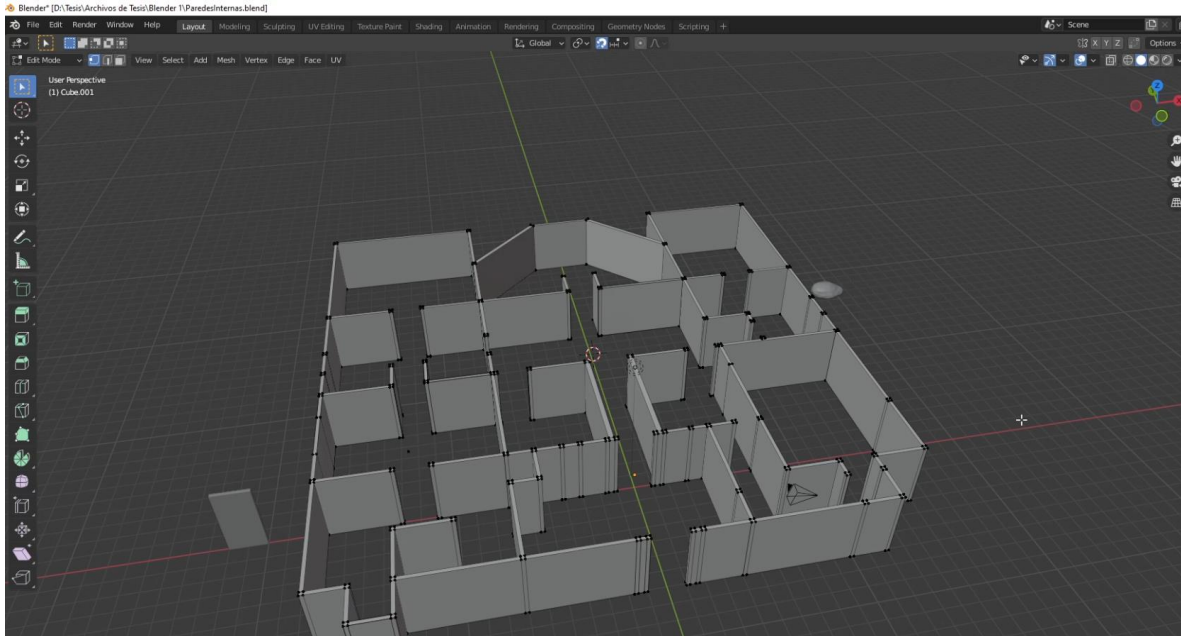 Blender* [D:\Tesis\Archivos de Tesis\Blender 1\ParedesInternas.blend]
File Edit Render Window Help Layout Modeling Sculpting UV Editing Texture Paint Shading Animation Rendering Compositing Geometry Nodes Scripting + Scene
Global X Y Z Options
Edit Mode View Select Add Mesh Vertex Edge Face UV
User Perspective
(1) Cube.001
Z